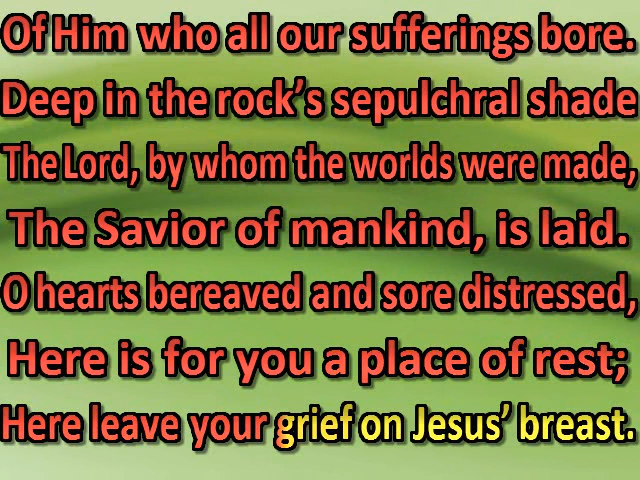 Of Him who all our sufferings bore.
Deep in the rock's sepulchral shade
The Lord, by whom the worlds were made,
The Savior of mankind, is laid.
O hearts bereaved and sore distressed,
Here is for you a place of rest;
Here leave your grief on Jesus' breast.